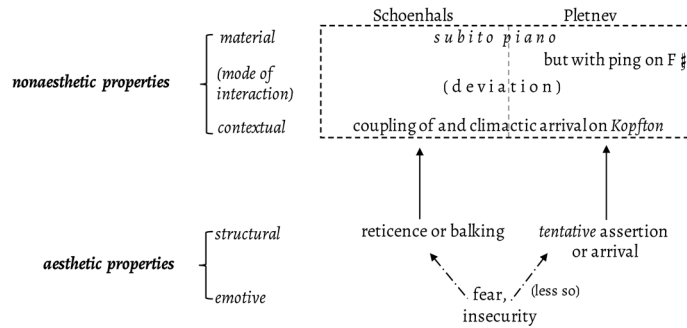 Schoenhals Pletnev
material subito piano
but with ping on F♯
nonaesthetic properties (mode of
interaction) (deviation)
contextual coupling of and climactic arrival on Kopfton
structural reticence or balking tentative assertion
or arrival
aesthetic properties
emotive fear, (less so)
insecurity